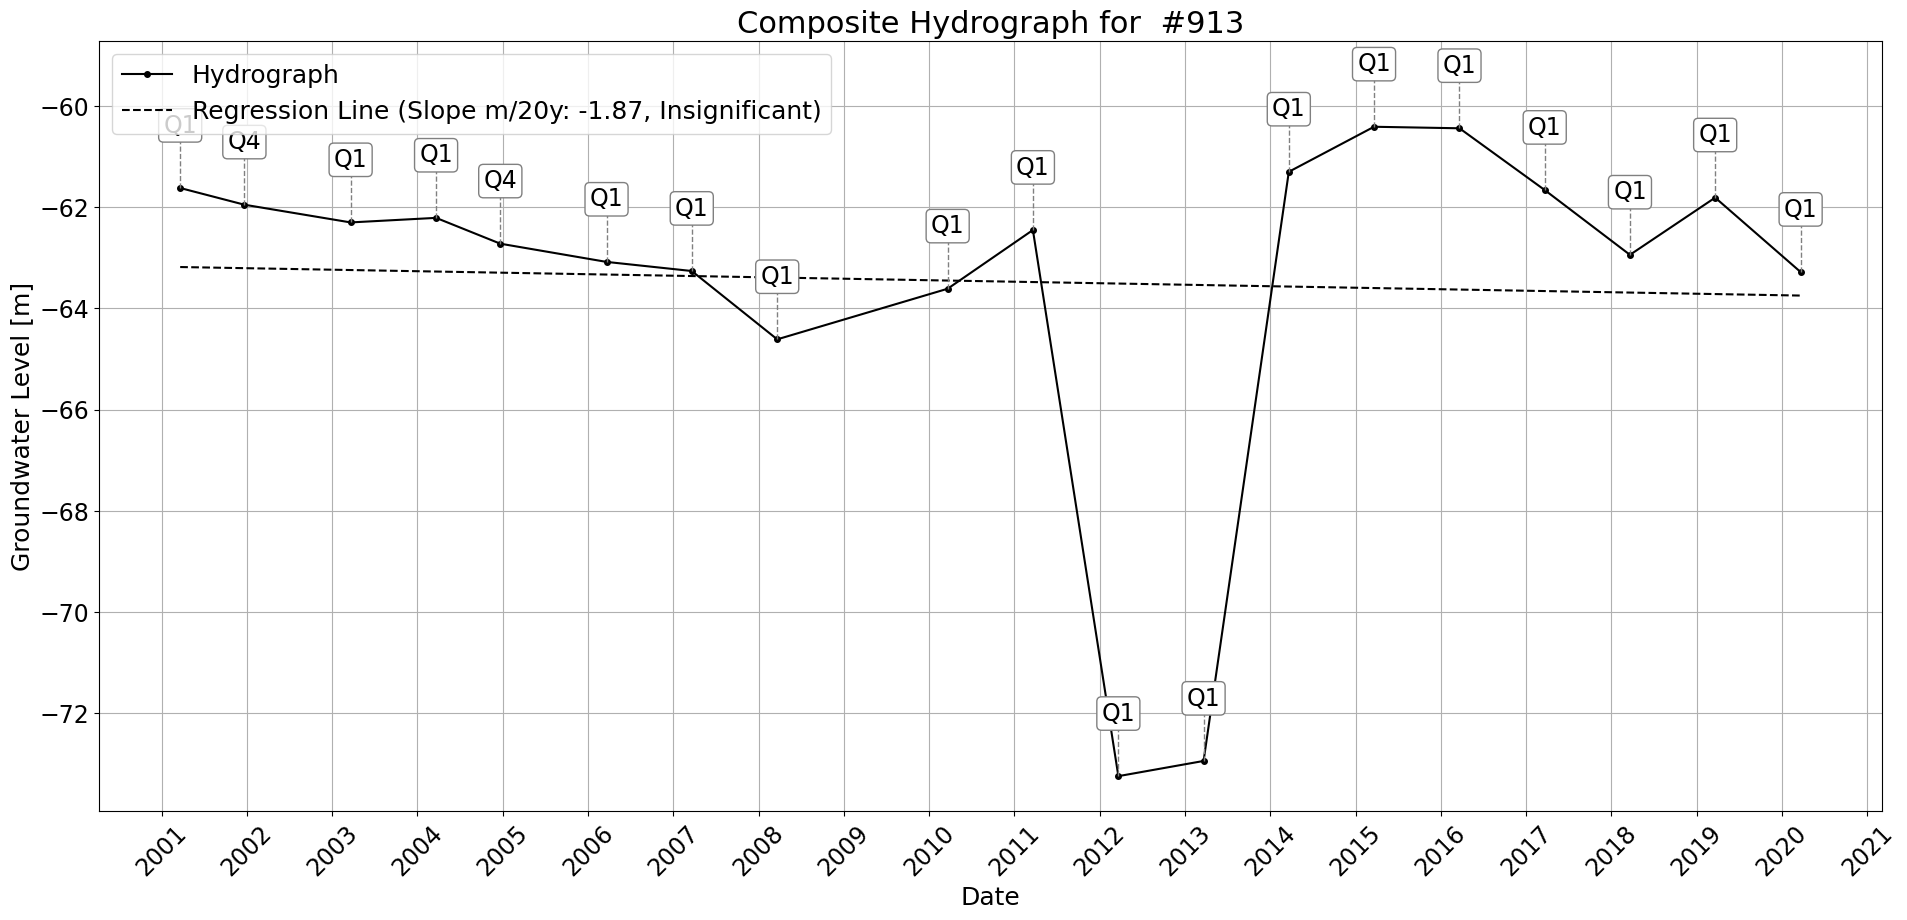 Composite Hydrograph for #913
Hydrograph
Regression Line (Slope m/20y: -1.87, Insignificant)
Q1
Q4
Q1
Q1
Q4
Q1
Q1
Q1
Q1
Q1
Q1
Q1
Q1
Q1
Q1
Q1
Q1
Q1
Q1
−60
−62
−64
−66
−68
−70
−72
Groundwater Level [m]
2001
2002
2003
2004
2005
2006
2007
2008
2009
2010
2011
2012
2013
2014
2015
2016
2017
2018
2019
2020
2021
Date